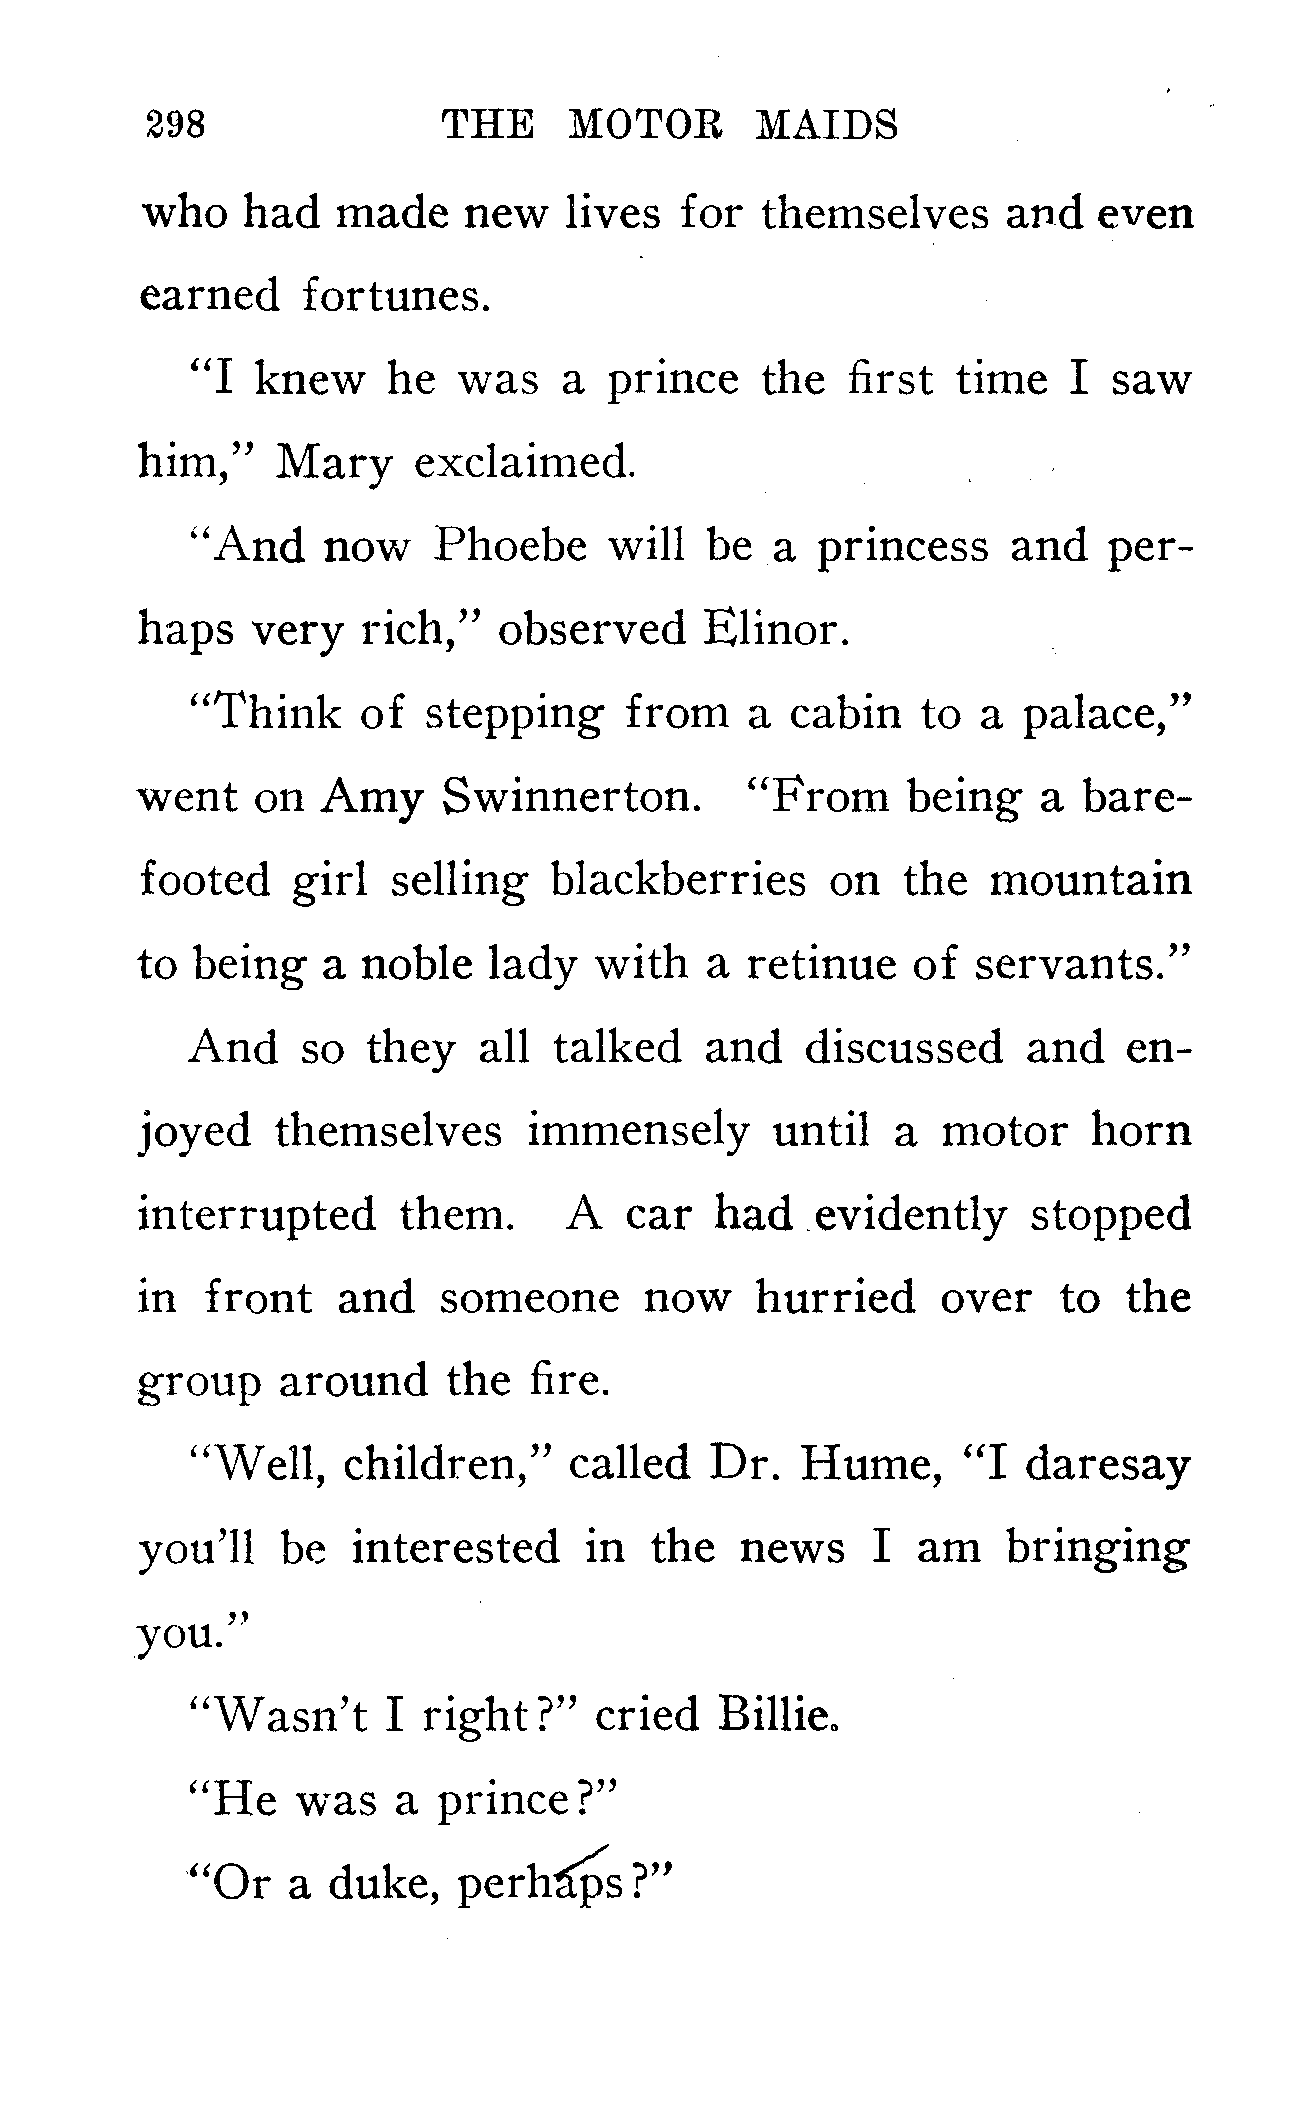 298 THE MOTOR MAIDS
who had made new lives for themselves and even
earned fortunes.
“I knew he was a prince the first time I saw
him,” Mary exclaimed.
“And now Phoebe will be a princess and per-
haps very rich,” observed Elinor.
“Think of stepping from a cabin to a palace,”
went on Amy Swinnerton. “From being a bare-
footed girl selling blackberries on the mountain
to being a noble lady with a retinue of servants.”
And so they all talked and discussed and en-
joyed themselves immensely until a motor horn
interrupted them. A car had evidently stopped
in front and someone now hurried over to the
group around the fire.
“Well, children,” called Dr. Hume, “I daresay
you’ll be interested in the news I am bringing
you.”
“Wasn’t I right?” cried Billie.
“He was a prince?”
“Or a duke, perhaps?”